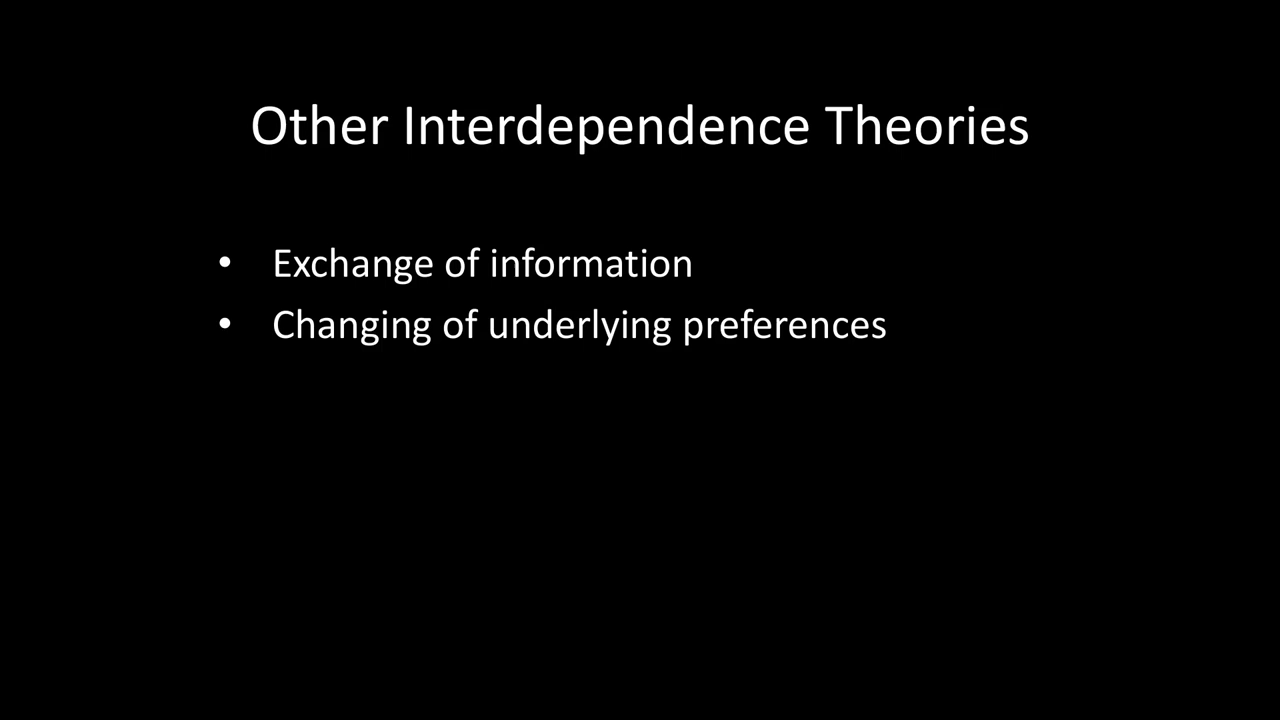 Other Interdependence Theories
• Exchange of information
• Changing of underlying preferences